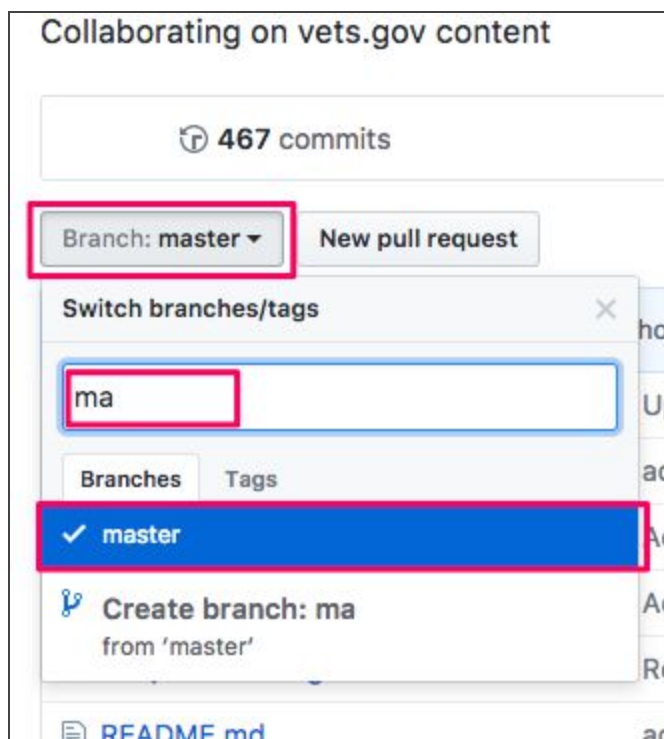 Collaborating on vets.gov content
467 commits
Branch: master
New pull request
Switch branches/tags
ma
Branches Tags
master
Create branch: ma
from ‘master’
README.md